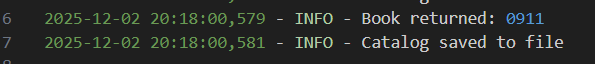 6 2025-12-02 20:18:00,579 - INFO - Book returned: 0911
7 2025-12-02 20:18:00,581 - INFO - Catalog saved to file